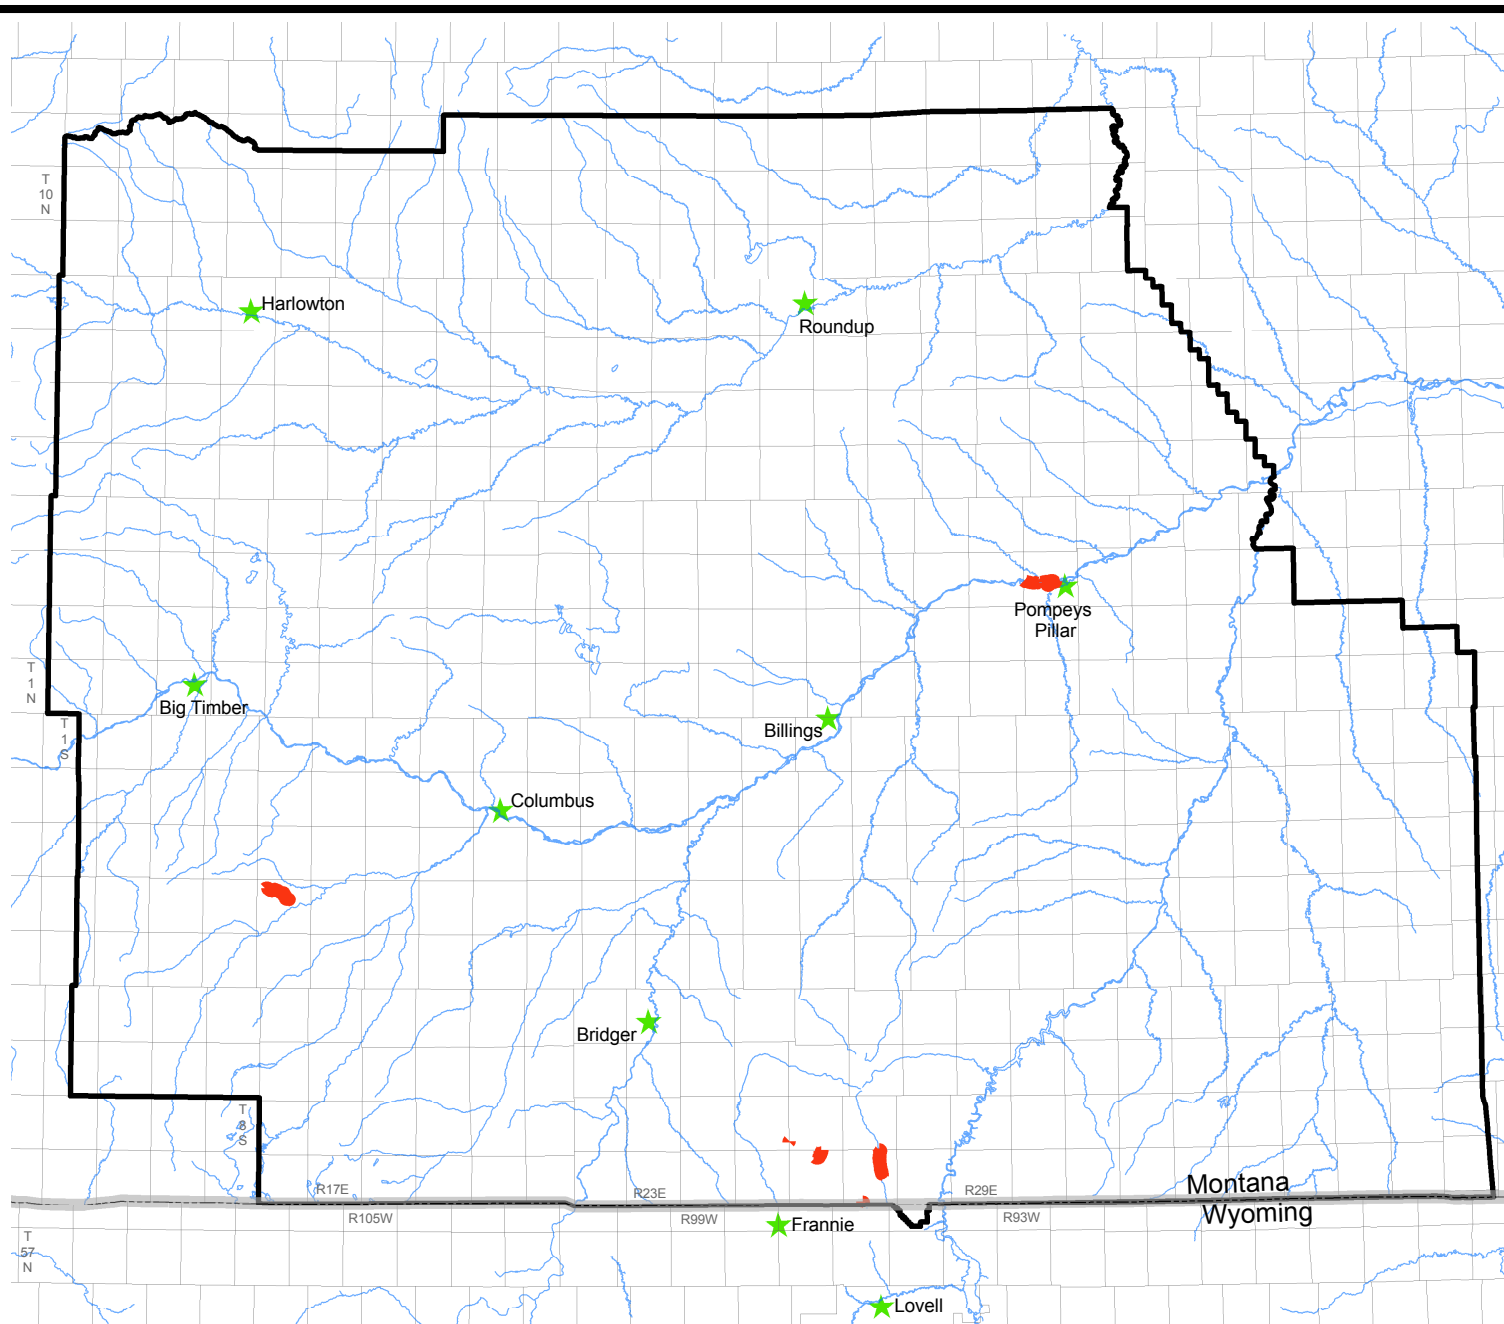 T
10
N
Harlowton
Roundup
Pompeys
Pillar
T
1
N
Big Timber
T
1
S
Billings
Columbus
Bridger
T
8
S
R17E
R23E
R29E
Montana
R105W
R99W
Frannie
R93W
Wyoming
T
57
N
Lovell